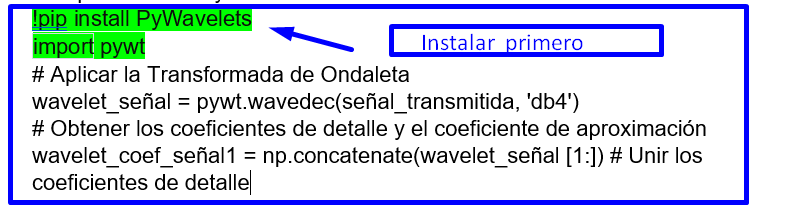 !pip install PyWavelets
import pywt
Instalar primero
# Aplicar la Transformada de Ondaleta
wavelet_señal = pywt.wavedec(señal_transmitida, 'db4')
# Obtener los coeficientes de detalle y el coeficiente de aproximación
wavelet_coef_señal1 = np.concatenate(wavelet_señal [1:]) # Unir los
coeficientes de detalle